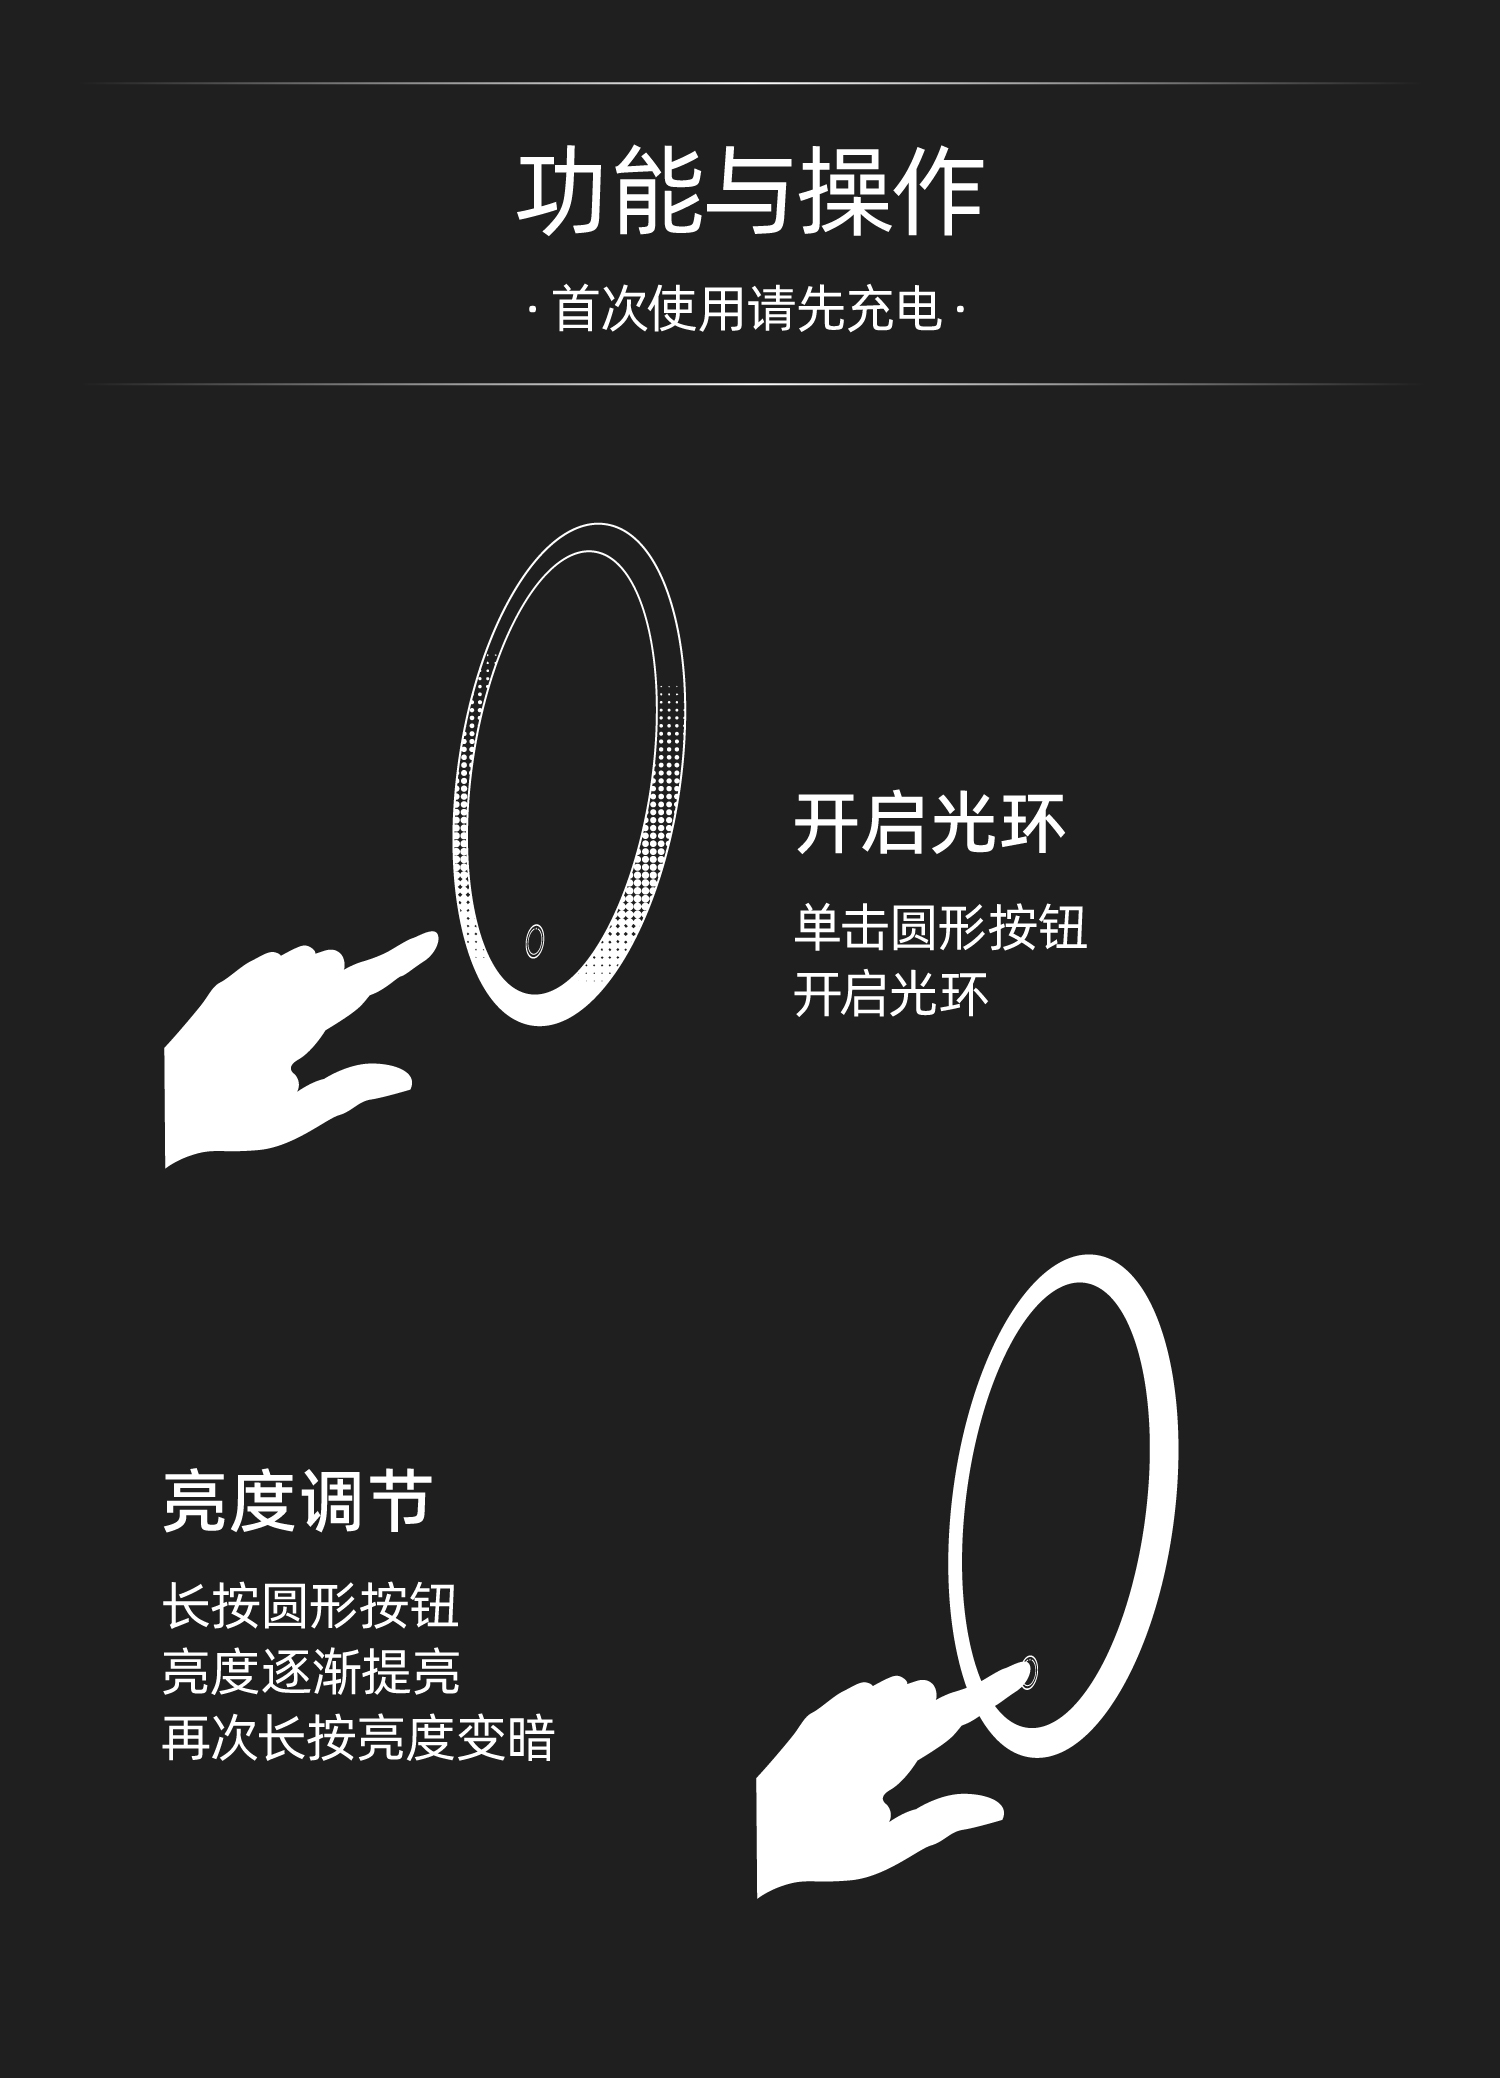 功能与操作
· 首次使用请先充电 ·
开启光环
单击圆形按钮
开启光环
亮度调节
长按圆形按钮
亮度逐渐提亮
再次长按亮度变暗